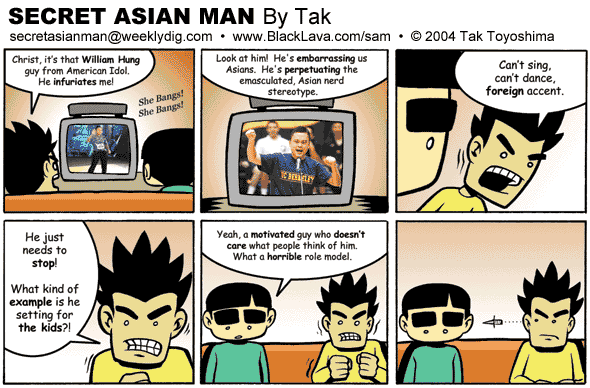 SECRET ASIAN MAN By Tak
secretasianman@weeklydig.com • www.BlackLava.com/sam • © 2004 Tak Toyoshima
Christ, it's that William Hung
guy from American Idol.
He infuriates me!
She Bangs!
She Bangs!
Look at him! He's embarrassing us
Asians. He's perpetuating the
emasculated, Asian nerd
stereotype.
UC BERKELEY
Can't sing,
can't dance,
foreign accent.
He just
needs to
stop!
What kind of
example is he
setting for
the kids?!
Yeah, a motivated guy who doesn't
care what people think of him.
What a horrible role model.